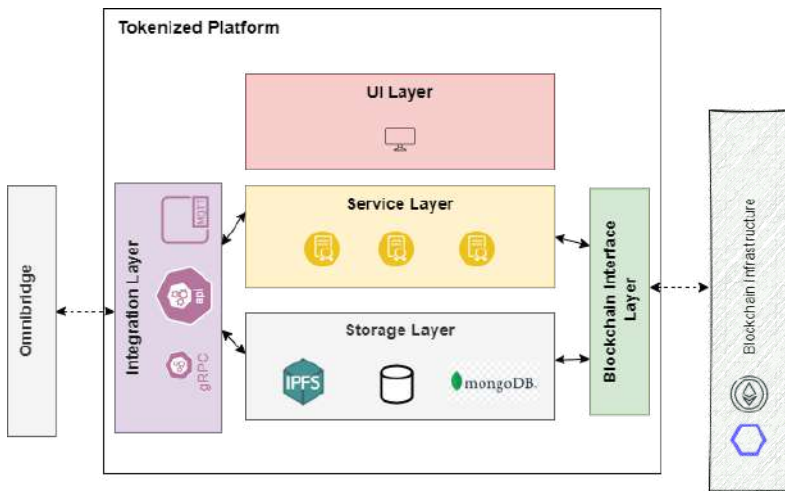 Tokenized Platform
UI Layer
Omnibridge
Integration Layer
MQTT
api
gRPC
Service Layer
Storage Layer
IPFS
mongoDB.
Blockchain Interface
Layer
Blockchain Infrastructure